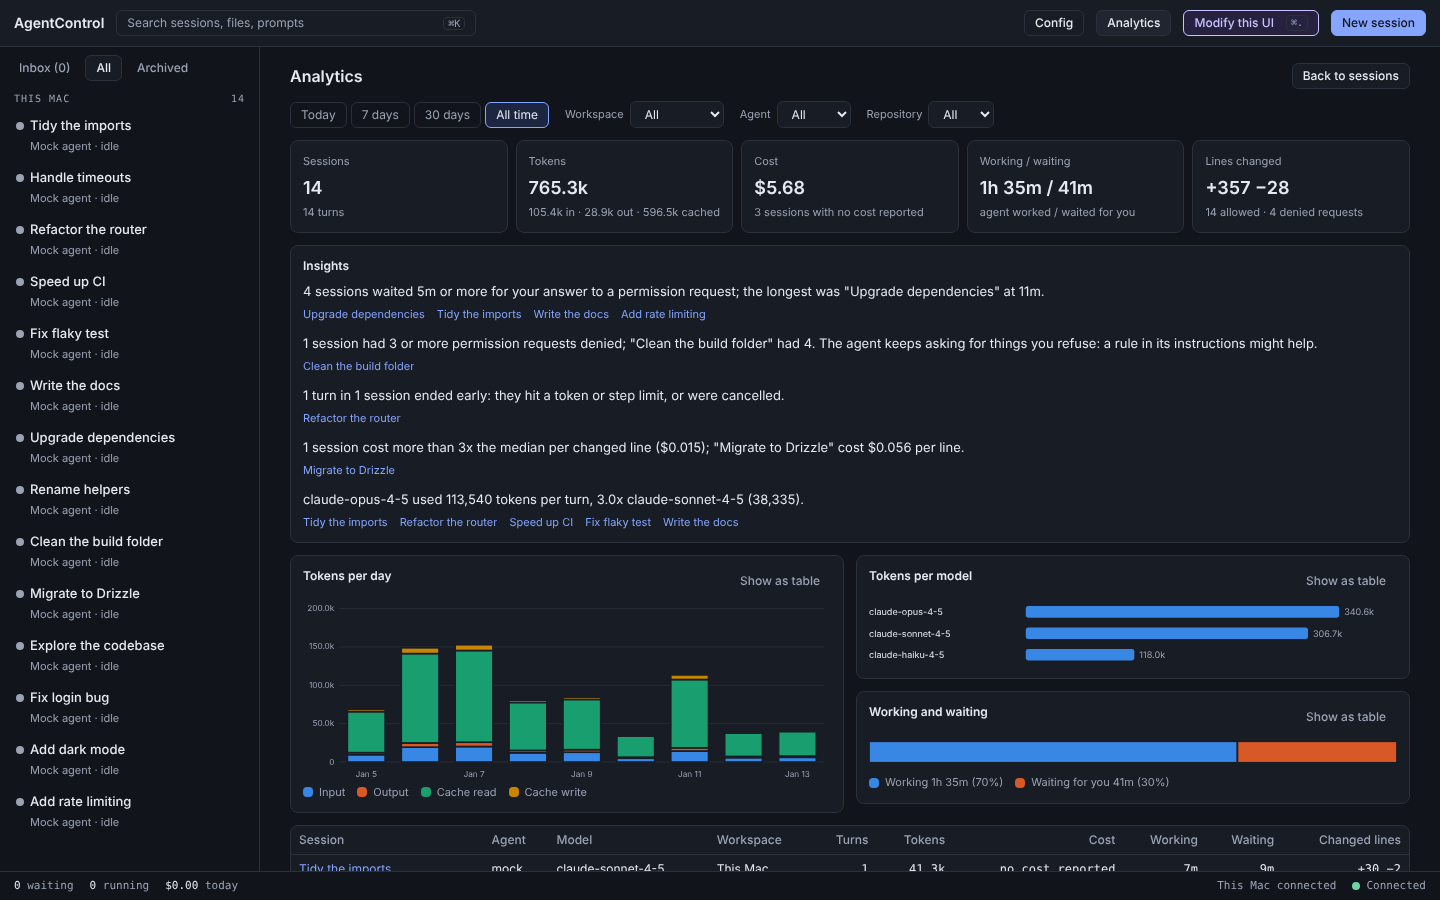 AgentControl
Search sessions, files, prompts ⌘K
Config
Analytics
Modify this UI ⌘.
New session
Inbox (0) All Archived
THIS MAC 14
Tidy the imports
Mock agent · idle
Handle timeouts
Mock agent · idle
Refactor the router
Mock agent · idle
Speed up CI
Mock agent · idle
Fix flaky test
Mock agent · idle
Write the docs
Mock agent · idle
Upgrade dependencies
Mock agent · idle
Rename helpers
Mock agent · idle
Clean the build folder
Mock agent · idle
Migrate to Drizzle
Mock agent · idle
Explore the codebase
Mock agent · idle
Fix login bug
Mock agent · idle
Add dark mode
Mock agent · idle
Add rate limiting
Mock agent · idle
Analytics
Back to sessions
Today 7 days 30 days All time Workspace All Agent All Repository All
Sessions
14
14 turns
Tokens
765.3k
105.4k in · 28.9k out · 596.5k cached
Cost
$5.68
3 sessions with no cost reported
Working / waiting
1h 35m / 41m
agent worked / waited for you
Lines changed
+357 −28
14 allowed · 4 denied requests
Insights
4 sessions waited 5m or more for your answer to a permission request; the longest was "Upgrade dependencies" at 11m.
Upgrade dependencies Tidy the imports Write the docs Add rate limiting
1 session had 3 or more permission requests denied; "Clean the build folder" had 4. The agent keeps asking for things you refuse: a rule in its instructions might help.
Clean the build folder
1 turn in 1 session ended early: they hit a token or step limit, or were cancelled.
Refactor the router
1 session cost more than 3x the median per changed line ($0.015); "Migrate to Drizzle" cost $0.056 per line.
Migrate to Drizzle
claude-opus-4-5 used 113,540 tokens per turn, 3.0x claude-sonnet-4-5 (38,335).
Tidy the imports Refactor the router Speed up CI Fix flaky test Write the docs
Tokens per day
Show as table
200.0k
150.0k
100.0k
50.0k
0
Jan 5 Jan 7 Jan 9 Jan 11 Jan 13
Input Output Cache read Cache write
Tokens per model
Show as table
claude-opus-4-5 340.6k
claude-sonnet-4-5 306.7k
claude-haiku-4-5 118.0k
Working and waiting
Show as table
Working 1h 35m (70%) Waiting for you 41m (30%)
Session Agent Model Workspace Turns Tokens Cost Working Waiting Changed lines
Tidy the imports mock claude-sonnet-4-5 This Mac 1 41.3k no cost reported 7m 9m +30 −2
0 waiting 0 running $0.00 today
This Mac connected Connected